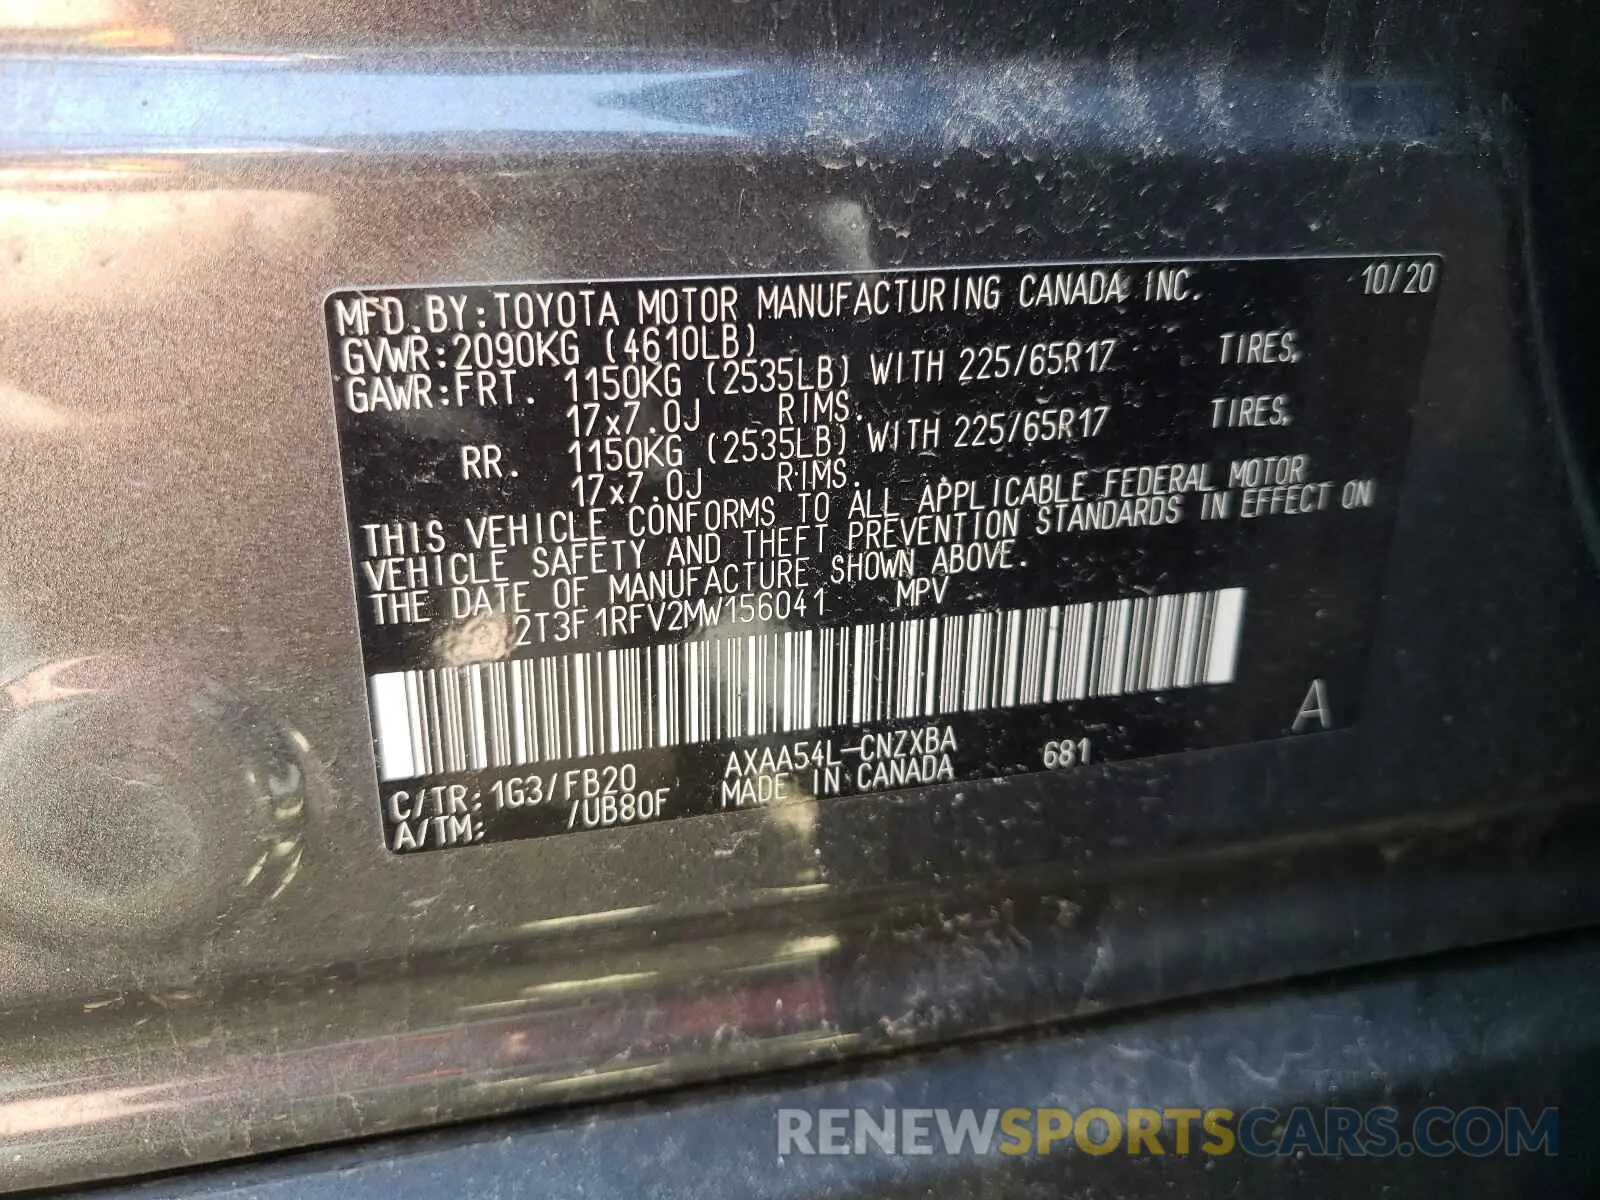 MFD.BY:TOYOTA MOTOR MANUFACTURING CANADA INC. 10/20
GVWR:2090KG (4610LB)
GAWR:FRT. 1150KG (2535LB) WITH 225/65R17 TIRES,
17x7.0J RIMS.
RR. 1150KG (2535LB) WITH 225/65R17 TIRES,
17x7.0J RIMS.
THIS VEHICLE CONFORMS TO ALL APPLICABLE FEDERAL MOTOR
VEHICLE SAFETY AND THEFT PREVENTION STANDARDS IN EFFECT ON
THE DATE OF MANUFACTURE SHOWN ABOVE.
2T3F1RFV2MW156041 MPV
A
AXAA54L-CNZXBA 681
C/TR:1G3/FB20 MADE IN CANADA
A/TM: /UB80F
RENEWSPORTSCARS.COM